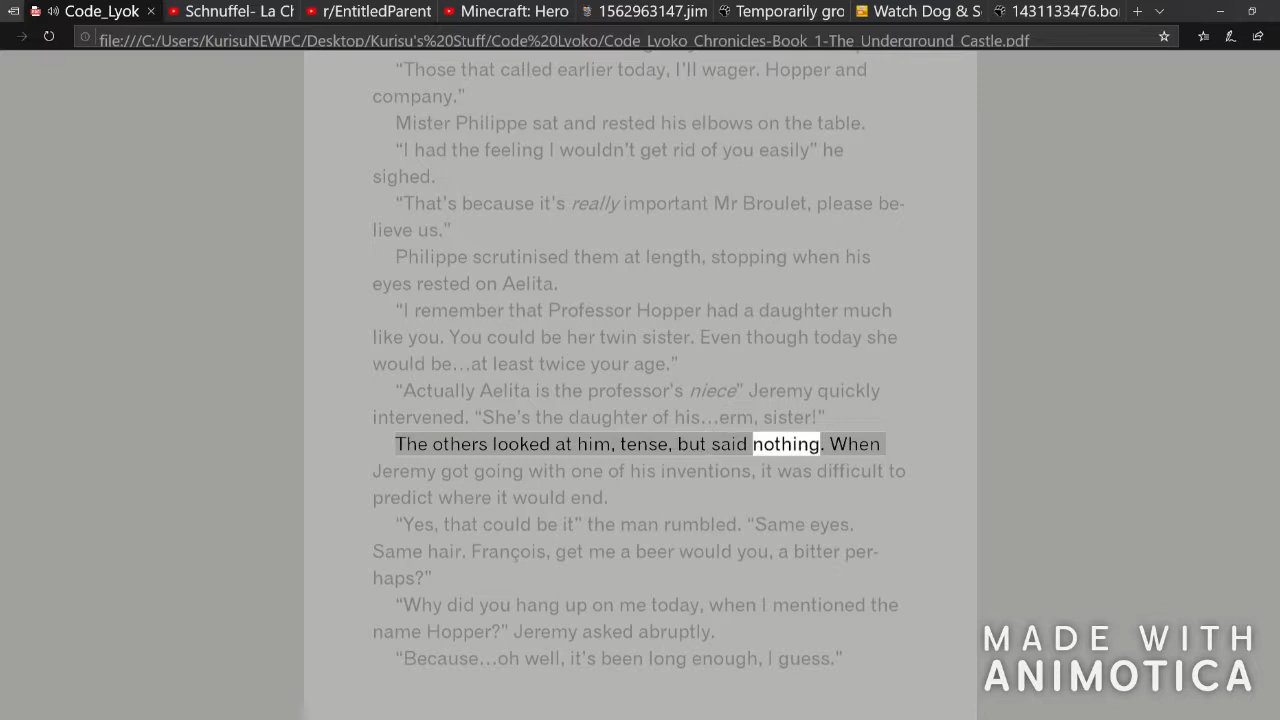 Code_Lyok
Schnuffel- La Ch
r/EntitledParent
Minecraft: Hero
1562963147.jim
Temporarily gro
Watch Dog & S
1431133476.bo
file:///C:/Users/KurisuNEWPC/Desktop/Kurisu's%20Stuff/Code%20Lyoko/Code_Lyoko_Chronicles-Book_1-The_Underground_Castle.pdf
“Those that called earlier today, I’ll wager. Hopper and
company.”
Mister Philippe sat and rested his elbows on the table.
“I had the feeling I wouldn’t get rid of you easily” he
sighed.
“That’s because it’s really important Mr Broulet, please be-
lieve us.”
Philippe scrutinised them at length, stopping when his
eyes rested on Aelita.
“I remember that Professor Hopper had a daughter much
like you. You could be her twin sister. Even though today she
would be…at least twice your age.”
“Actually Aelita is the professor’s niece” Jeremy quickly
intervened. “She’s the daughter of his…erm, sister!”
The others looked at him, tense, but said nothing. When
Jeremy got going with one of his inventions, it was difficult to
predict where it would end.
“Yes, that could be it” the man rumbled. “Same eyes.
Same hair. François, get me a beer would you, a bitter per-
haps?”
“Why did you hang up on me today, when I mentioned the
name Hopper?” Jeremy asked abruptly.
“Because…oh well, it’s been long enough, I guess.”
MADE WITH
ANIMOTICA